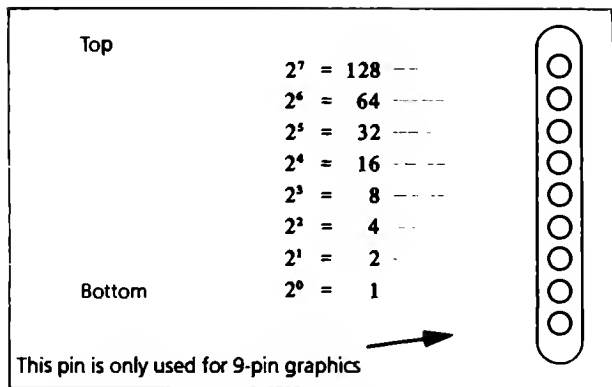 Top
2⁷ = 128
2⁶ = 64
2⁵ = 32
2⁴ = 16
2³ = 8
2² = 4
2¹ = 2
Bottom 2⁰ = 1
This pin is only used for 9-pin graphics